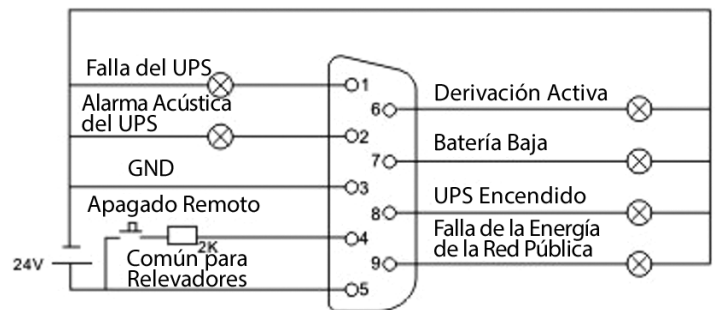 Falla del UPS
1
Alarma Acústica
del UPS
2
GND
3
Apagado Remoto
2K
4
24V
Común para
Relevadores
5
6
Derivación Activa
7
Batería Baja
8
UPS Encendido
9
Falla de la Energía
de la Red Pública